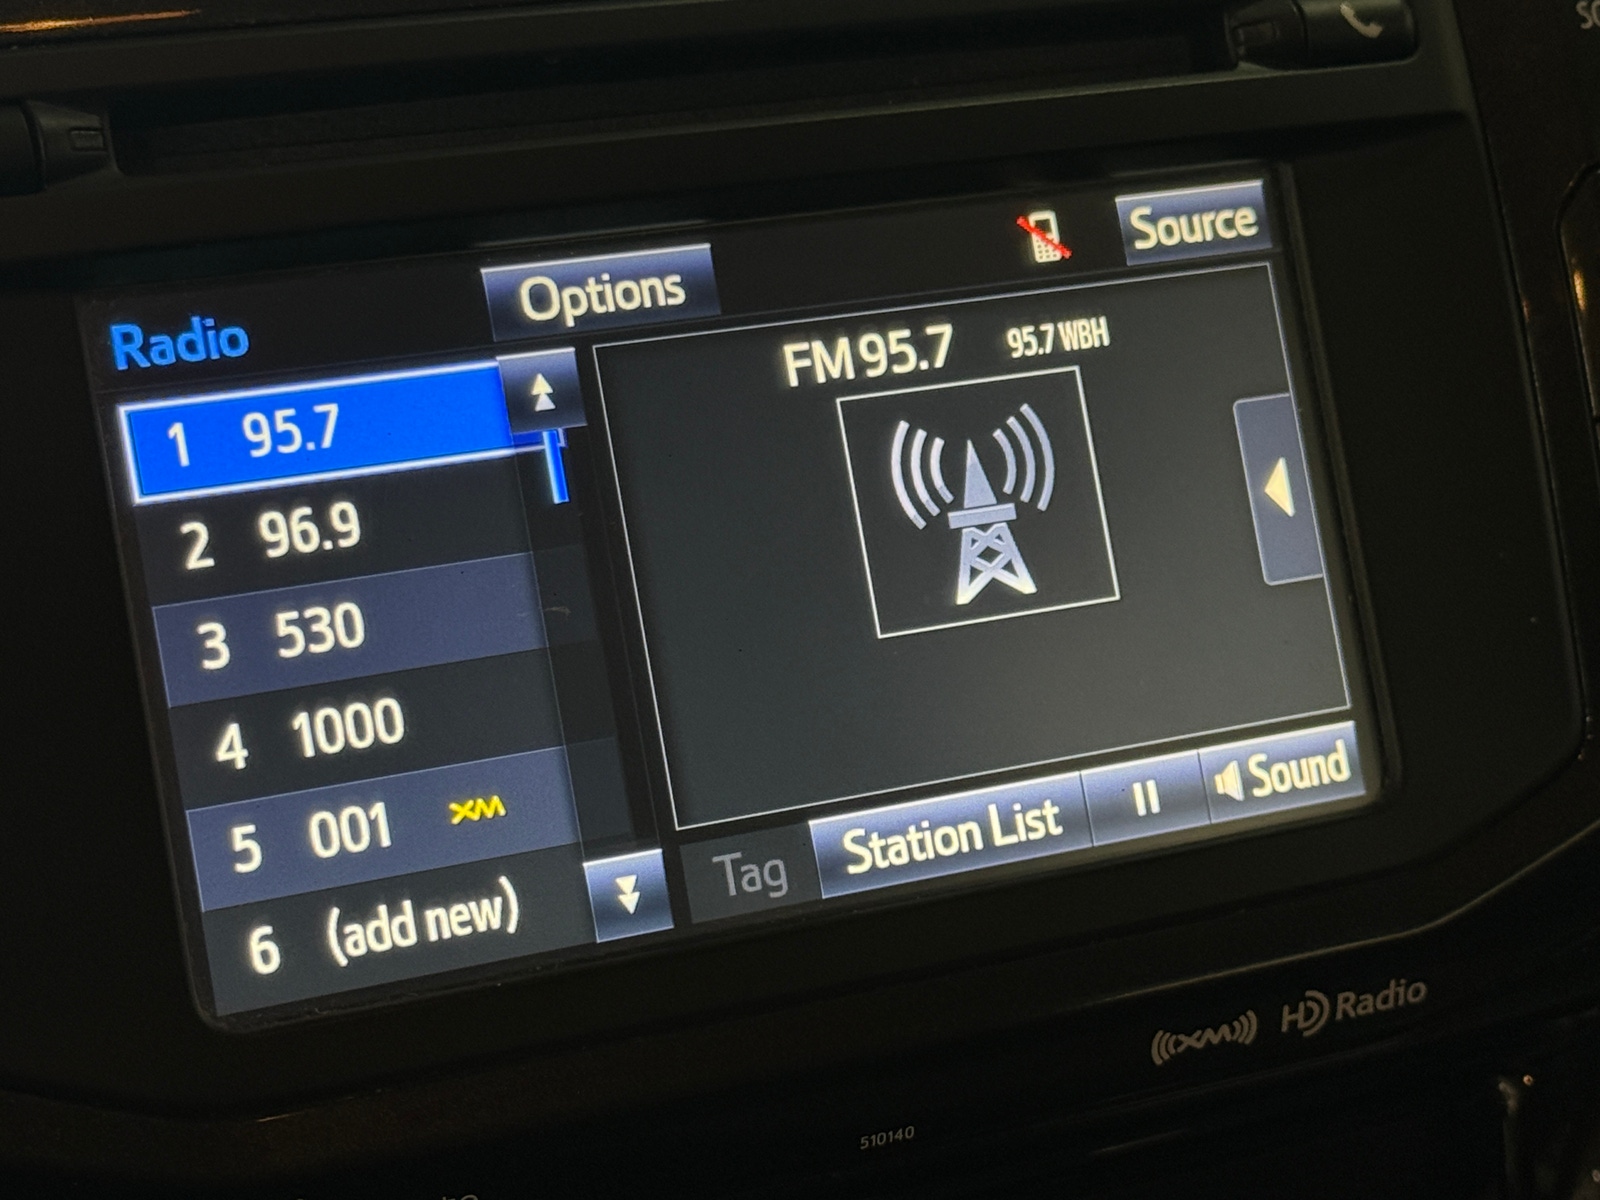 SC
Source
Options
Radio
FM 95.7 95.7 WBH
1 95.7
2 96.9
3 530
4 1000
5 001 XM
6 (add new)
Tag
Station List
Sound
((XM))
HD Radio
510140